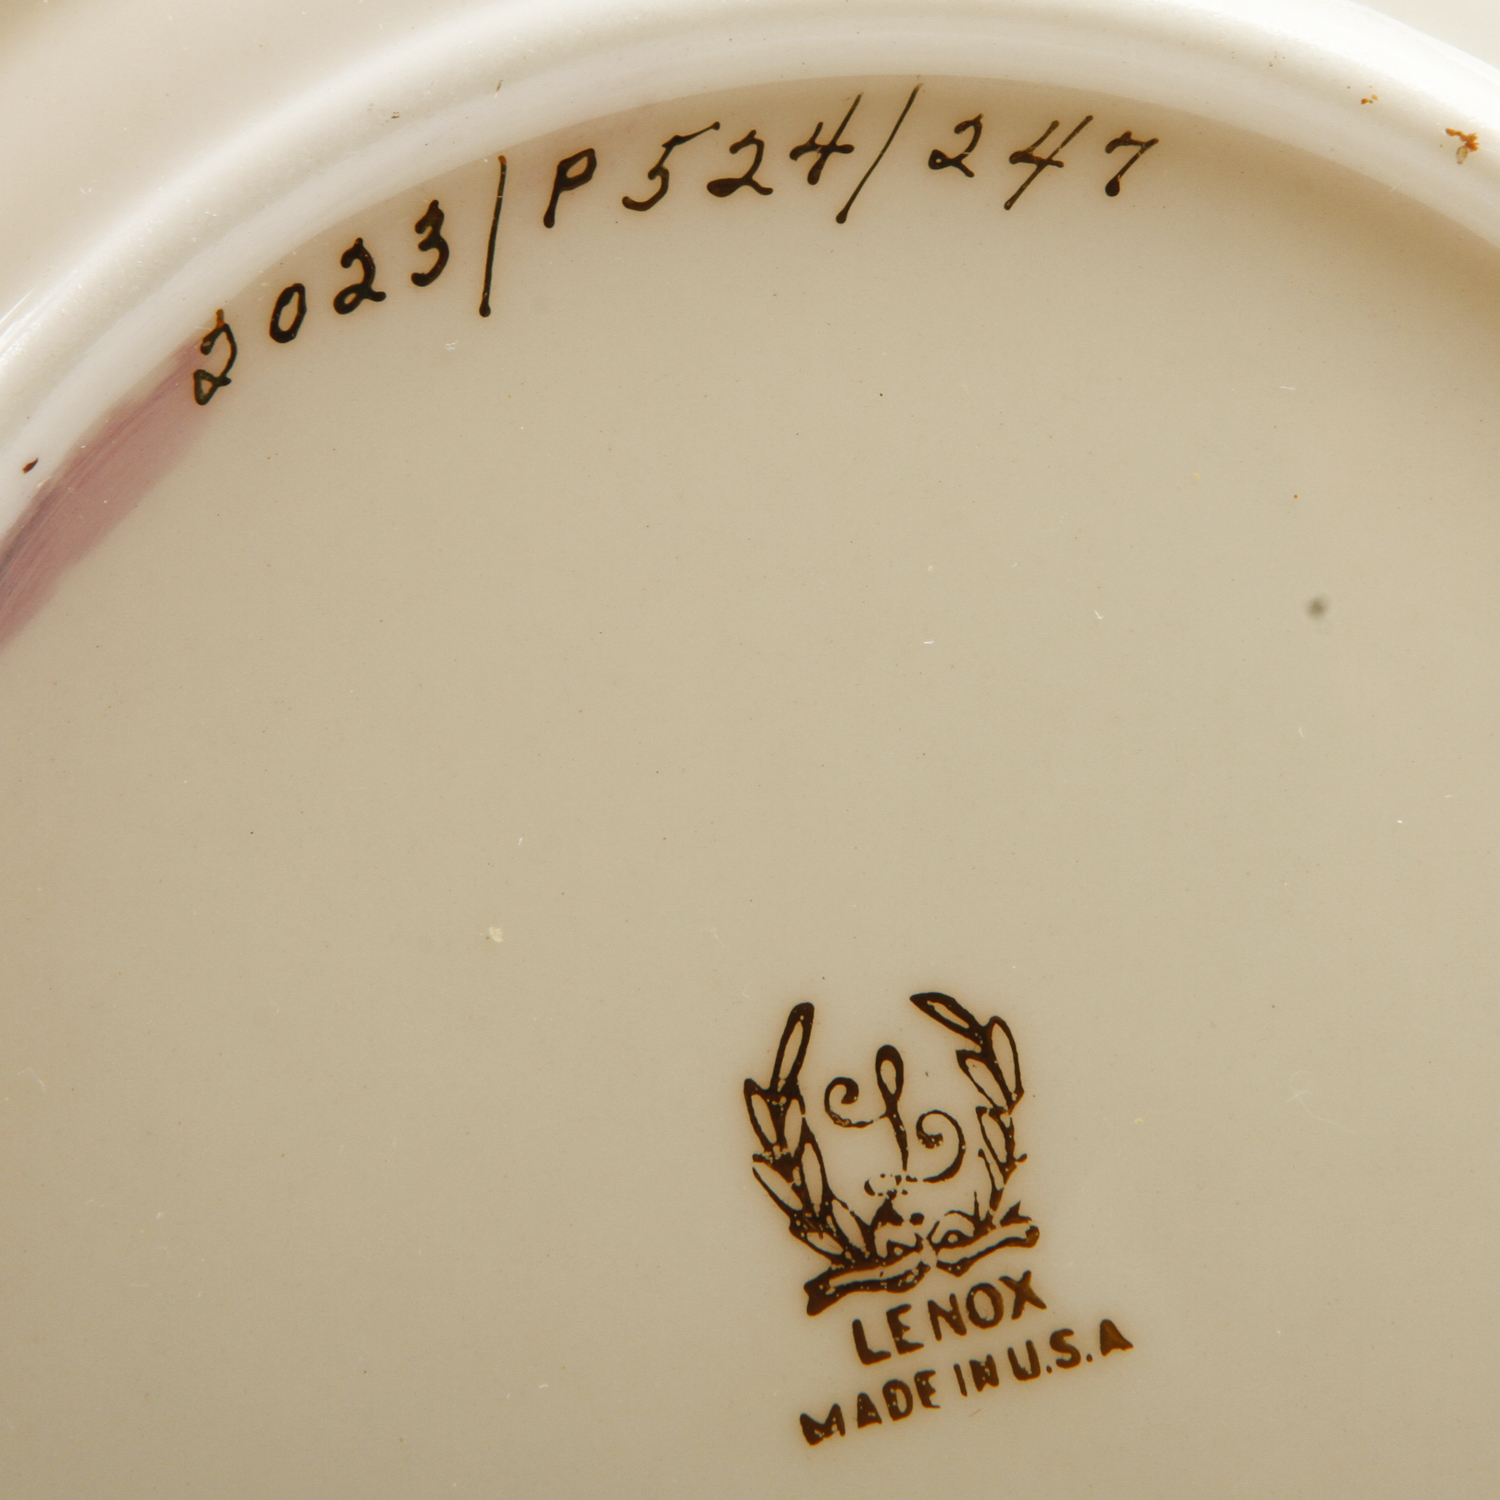 2023/P524/247
L
LENOX
MADE IN U.S.A